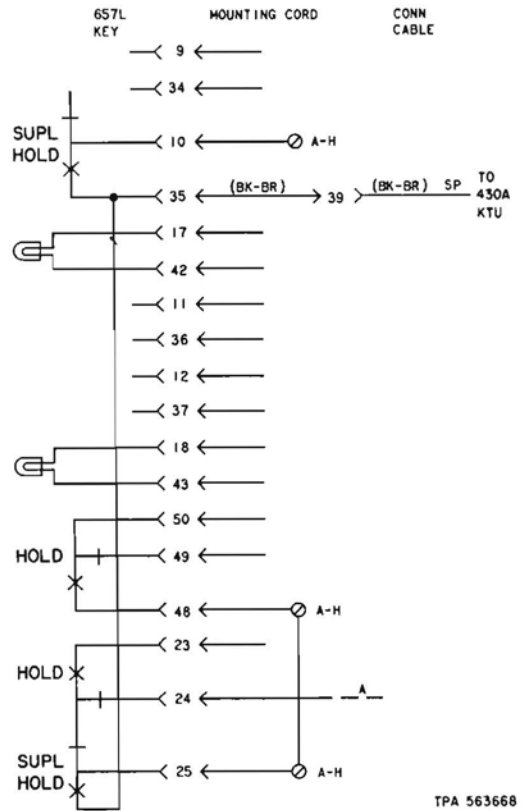 657L KEY MOUNTING CORD CONN CABLE
9
34
SUPL HOLD
10 A-H
35 (BK-BR) 39 (BK-BR) SP TO 430A KTU
17
42
11
36
12
37
18
43
50
HOLD 49
48 A-H
23
HOLD
24 A
SUPL HOLD
25 A-H
TPA 563668